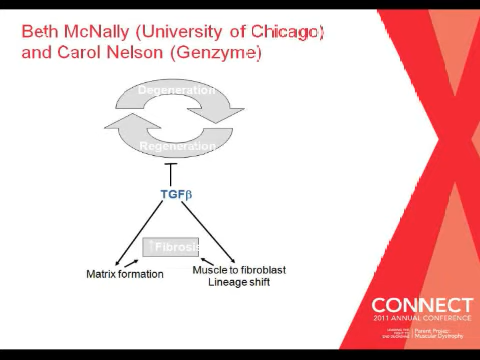 Beth McNally (University of Chicago)
and Carol Nelson (Genzyme)
Degeneration
Regeneration
TGFβ
↑Fibrosis
Matrix formation
Muscle to fibroblast
Lineage shift
CONNECT
2011 ANNUAL CONFERENCE
Parent Project
Muscular Dystrophy